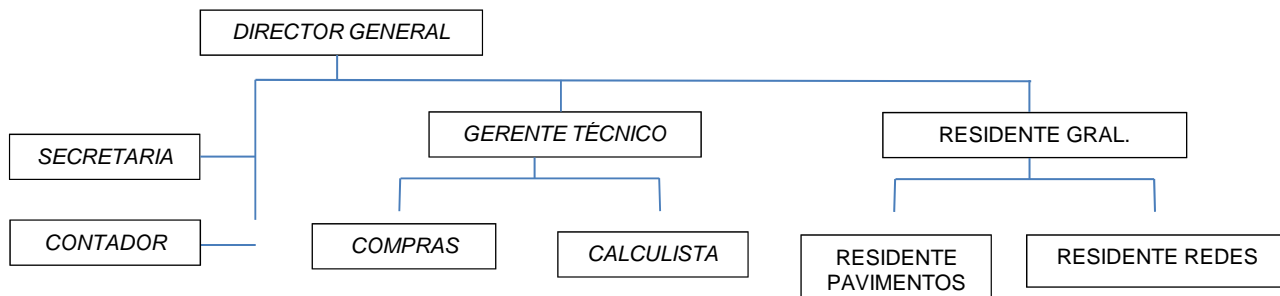 DIRECTOR GENERAL
GERENTE TÉCNICO
RESIDENTE GRAL.
SECRETARIA
CONTADOR
COMPRAS
CALCULISTA
RESIDENTE
PAVIMENTOS
RESIDENTE REDES